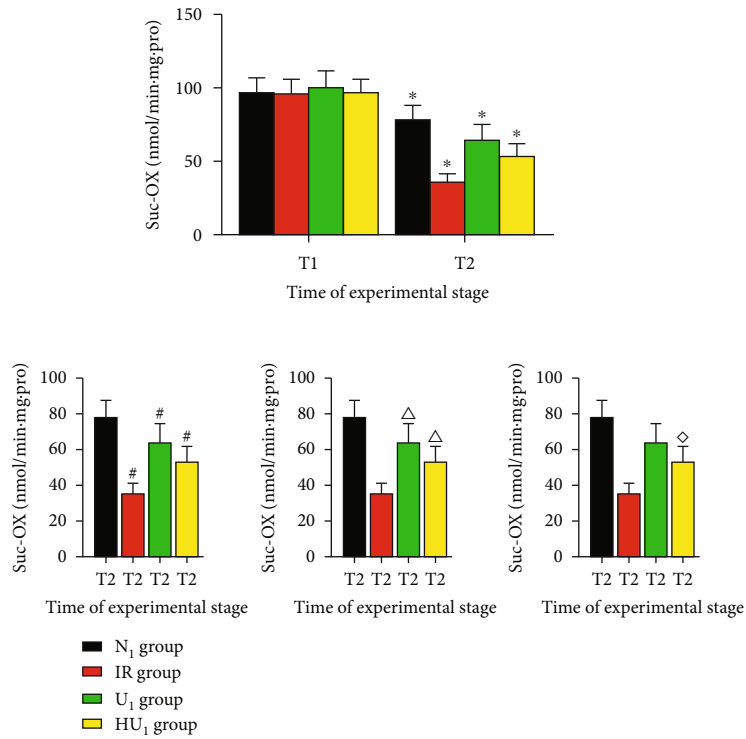 Suc-OX (nmol/min·mg·pro)
150
100
50
0
*
*
*
*
T1
T2
Time of experimental stage
Suc-OX (nmol/min·mg·pro)
100
80
60
40
20
0
#
#
#
T2 T2 T2 T2
Time of experimental stage
Suc-OX (nmol/min·mg·pro)
100
80
60
40
20
0
△
△
T2 T2 T2 T2
Time of experimental stage
Suc-OX (nmol/min·mg·pro)
100
80
60
40
20
0
◇
T2 T2 T2 T2
Time of experimental stage
N₁ group
IR group
U₁ group
HU₁ group